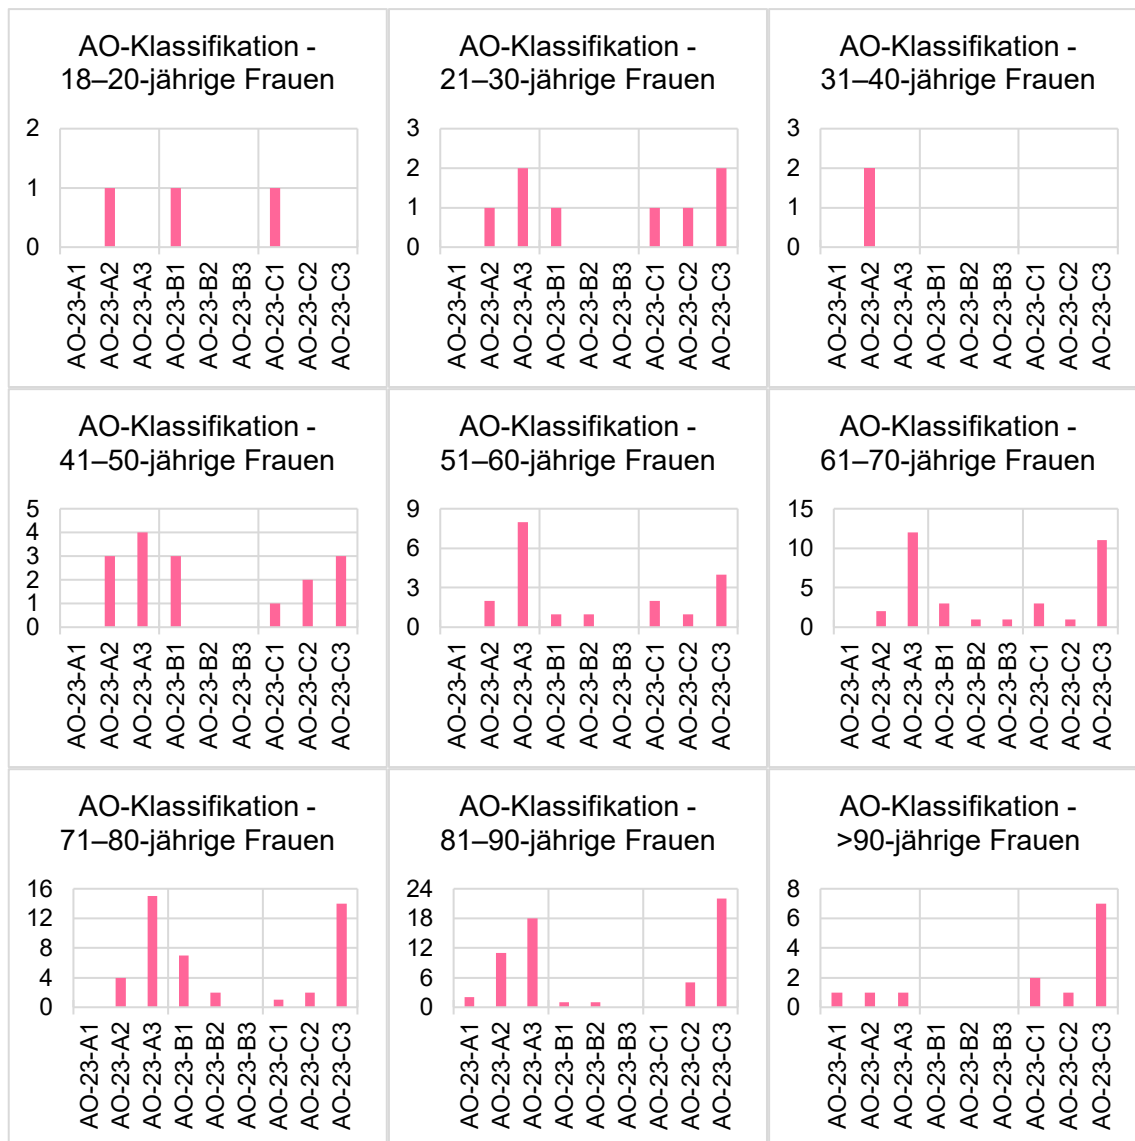 AO-Klassifikation -
18–20-jährige Frauen
2
1
0
AO-23-A1
AO-23-A2
AO-23-A3
AO-23-B1
AO-23-B2
AO-23-B3
AO-23-C1
AO-23-C2
AO-23-C3
AO-Klassifikation -
21–30-jährige Frauen
3
2
1
0
AO-23-A1
AO-23-A2
AO-23-A3
AO-23-B1
AO-23-B2
AO-23-B3
AO-23-C1
AO-23-C2
AO-23-C3
AO-Klassifikation -
31–40-jährige Frauen
3
2
1
0
AO-23-A1
AO-23-A2
AO-23-A3
AO-23-B1
AO-23-B2
AO-23-B3
AO-23-C1
AO-23-C2
AO-23-C3
AO-Klassifikation -
41–50-jährige Frauen
5
4
3
2
1
0
AO-23-A1
AO-23-A2
AO-23-A3
AO-23-B1
AO-23-B2
AO-23-B3
AO-23-C1
AO-23-C2
AO-23-C3
AO-Klassifikation -
51–60-jährige Frauen
9
6
3
0
AO-23-A1
AO-23-A2
AO-23-A3
AO-23-B1
AO-23-B2
AO-23-B3
AO-23-C1
AO-23-C2
AO-23-C3
AO-Klassifikation -
61–70-jährige Frauen
15
10
5
0
AO-23-A1
AO-23-A2
AO-23-A3
AO-23-B1
AO-23-B2
AO-23-B3
AO-23-C1
AO-23-C2
AO-23-C3
AO-Klassifikation -
71–80-jährige Frauen
16
12
8
4
0
AO-23-A1
AO-23-A2
AO-23-A3
AO-23-B1
AO-23-B2
AO-23-B3
AO-23-C1
AO-23-C2
AO-23-C3
AO-Klassifikation -
81–90-jährige Frauen
24
18
12
6
0
AO-23-A1
AO-23-A2
AO-23-A3
AO-23-B1
AO-23-B2
AO-23-B3
AO-23-C1
AO-23-C2
AO-23-C3
AO-Klassifikation -
>90-jährige Frauen
8
6
4
2
0
AO-23-A1
AO-23-A2
AO-23-A3
AO-23-B1
AO-23-B2
AO-23-B3
AO-23-C1
AO-23-C2
AO-23-C3